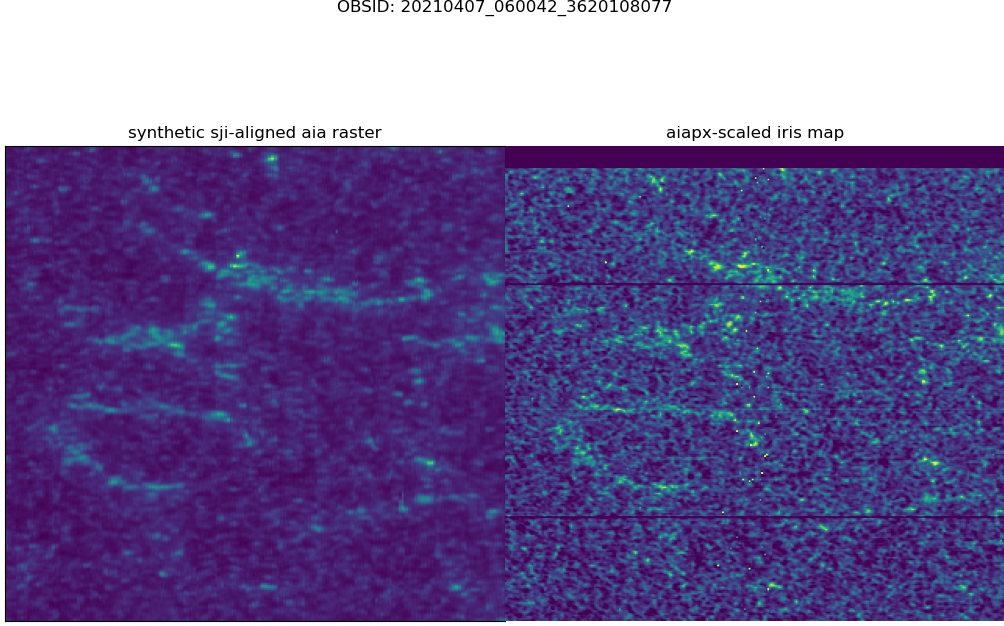 OBSID: 20210407_060042_3620108077
synthetic sji-aligned aia raster
aiapx-scaled iris map